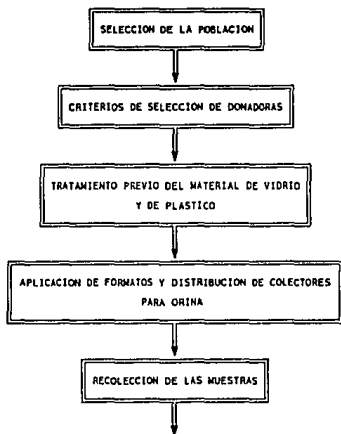 SELECCION DE LA POBLACION
CRITERIOS DE SELECCION DE DONADORAS
TRATAMIENTO PREVIO DEL MATERIAL DE VIDRIO
Y DE PLASTICO
APLICACION DE FORMATOS Y DISTRIBUCION DE COLECTORES
PARA ORINA
RECOLECCION DE LAS MUESTRAS